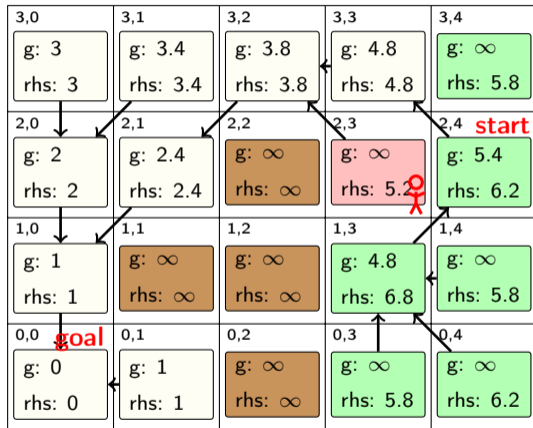 3,0 3,1 3,2 3,3 3,4
g: 3 g: 3.4 g: 3.8 g: 4.8 g: ∞
rhs: 3 rhs: 3.4 rhs: 3.8 rhs: 4.8 rhs: 5.8
2,0 2,1 2,2 2,3 2,4 start
g: 2 g: 2.4 g: ∞ g: ∞ g: 5.4
rhs: 2 rhs: 2.4 rhs: ∞ rhs: 5.2 rhs: 6.2
1,0 1,1 1,2 1,3 1,4
g: 1 g: ∞ g: ∞ g: 4.8 g: ∞
rhs: 1 rhs: ∞ rhs: ∞ rhs: 6.8 rhs: 5.8
0,0 goal 0,1 0,2 0,3 0,4
g: 0 g: 1 g: ∞ g: ∞ g: ∞
rhs: 0 rhs: 1 rhs: ∞ rhs: 5.8 rhs: 6.2